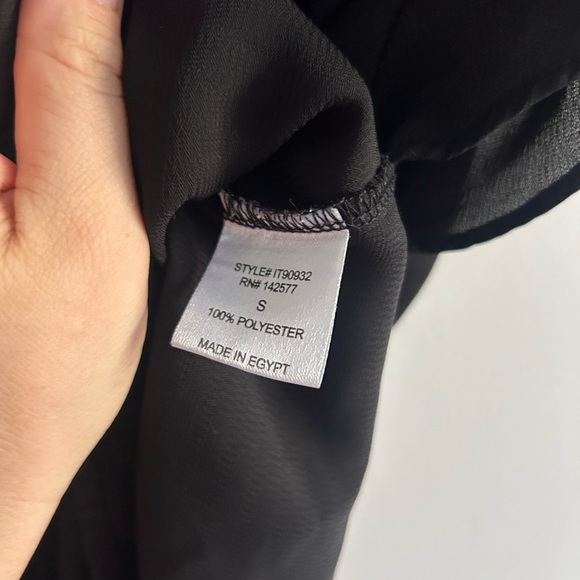 STYLE# IT90932
RN# 142577
S
100% POLYESTER
MADE IN EGYPT